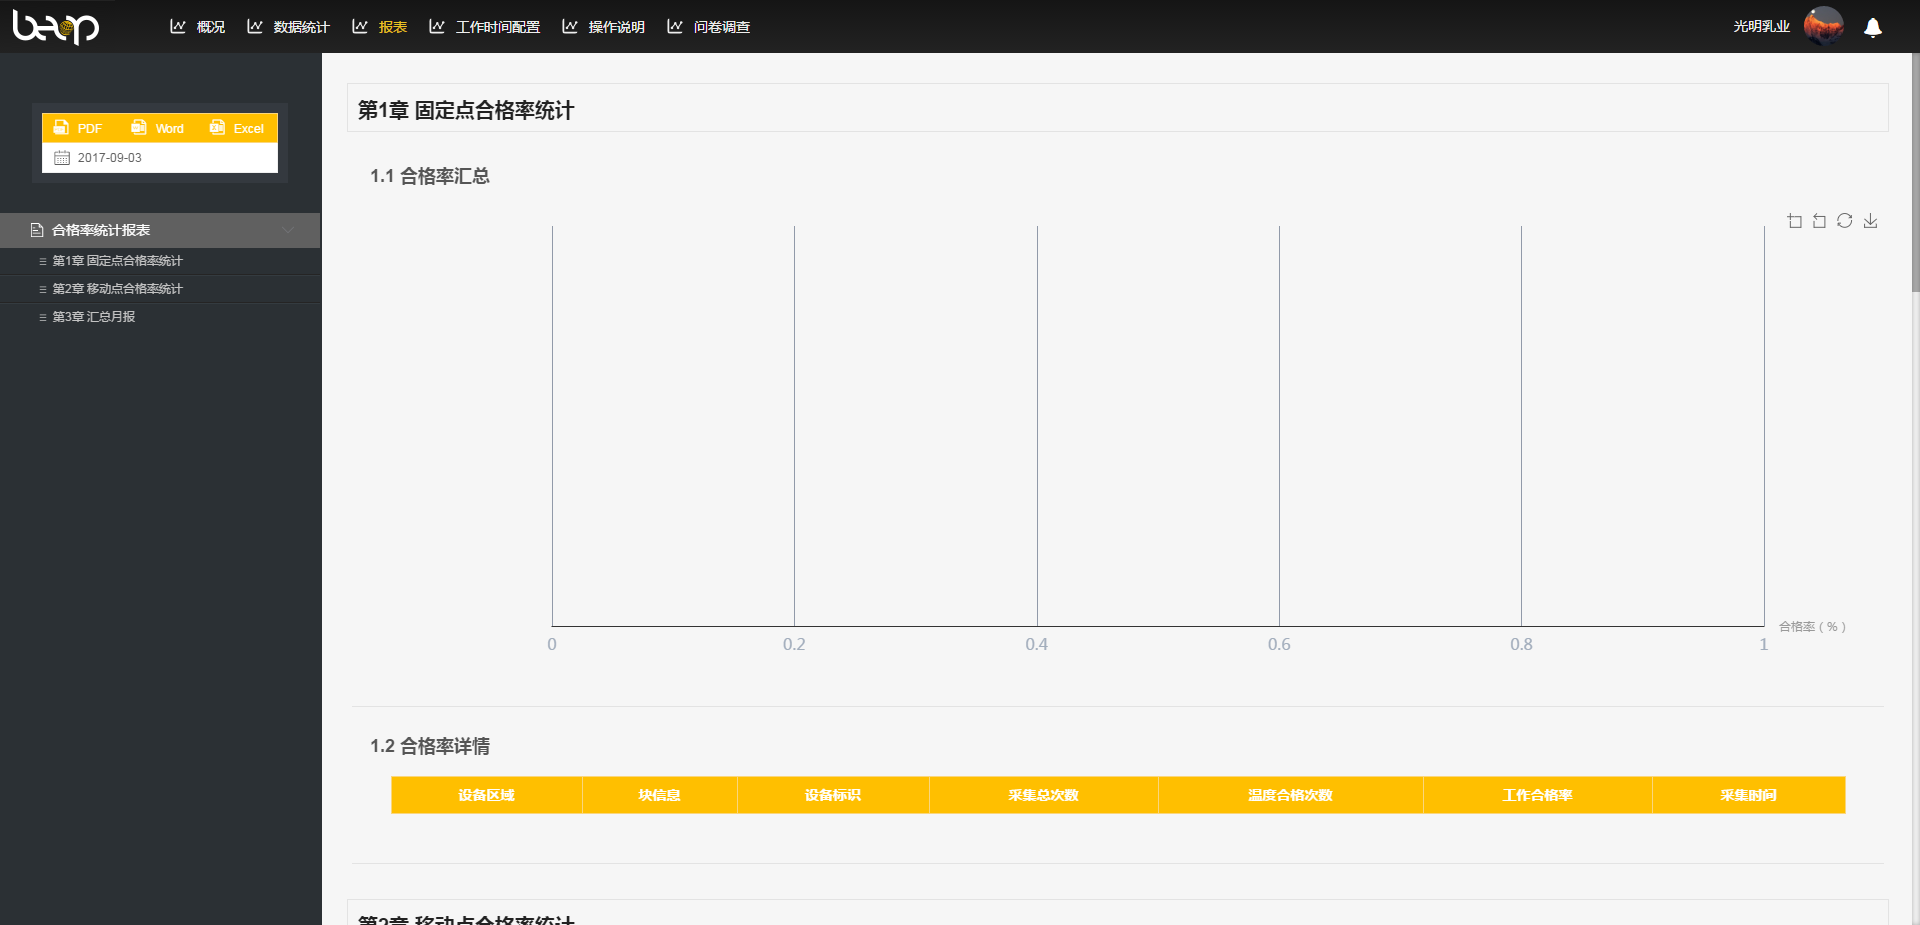 beop
概况 数据统计 报表 工作时间配置 操作说明 问卷调查 光明乳业
PDF Word Excel
2017-09-03
合格率统计报表
第1章 固定点合格率统计
第2章 移动点合格率统计
第3章 汇总月报
第1章 固定点合格率统计
1.1 合格率汇总
0 0.2 0.4 0.6 0.8 1
合格率 ( % )
1.2 合格率详情
设备区域 块信息 设备标识 采集总次数 温度合格次数 工作合格率 采集时间
第2章 移动点合格率统计